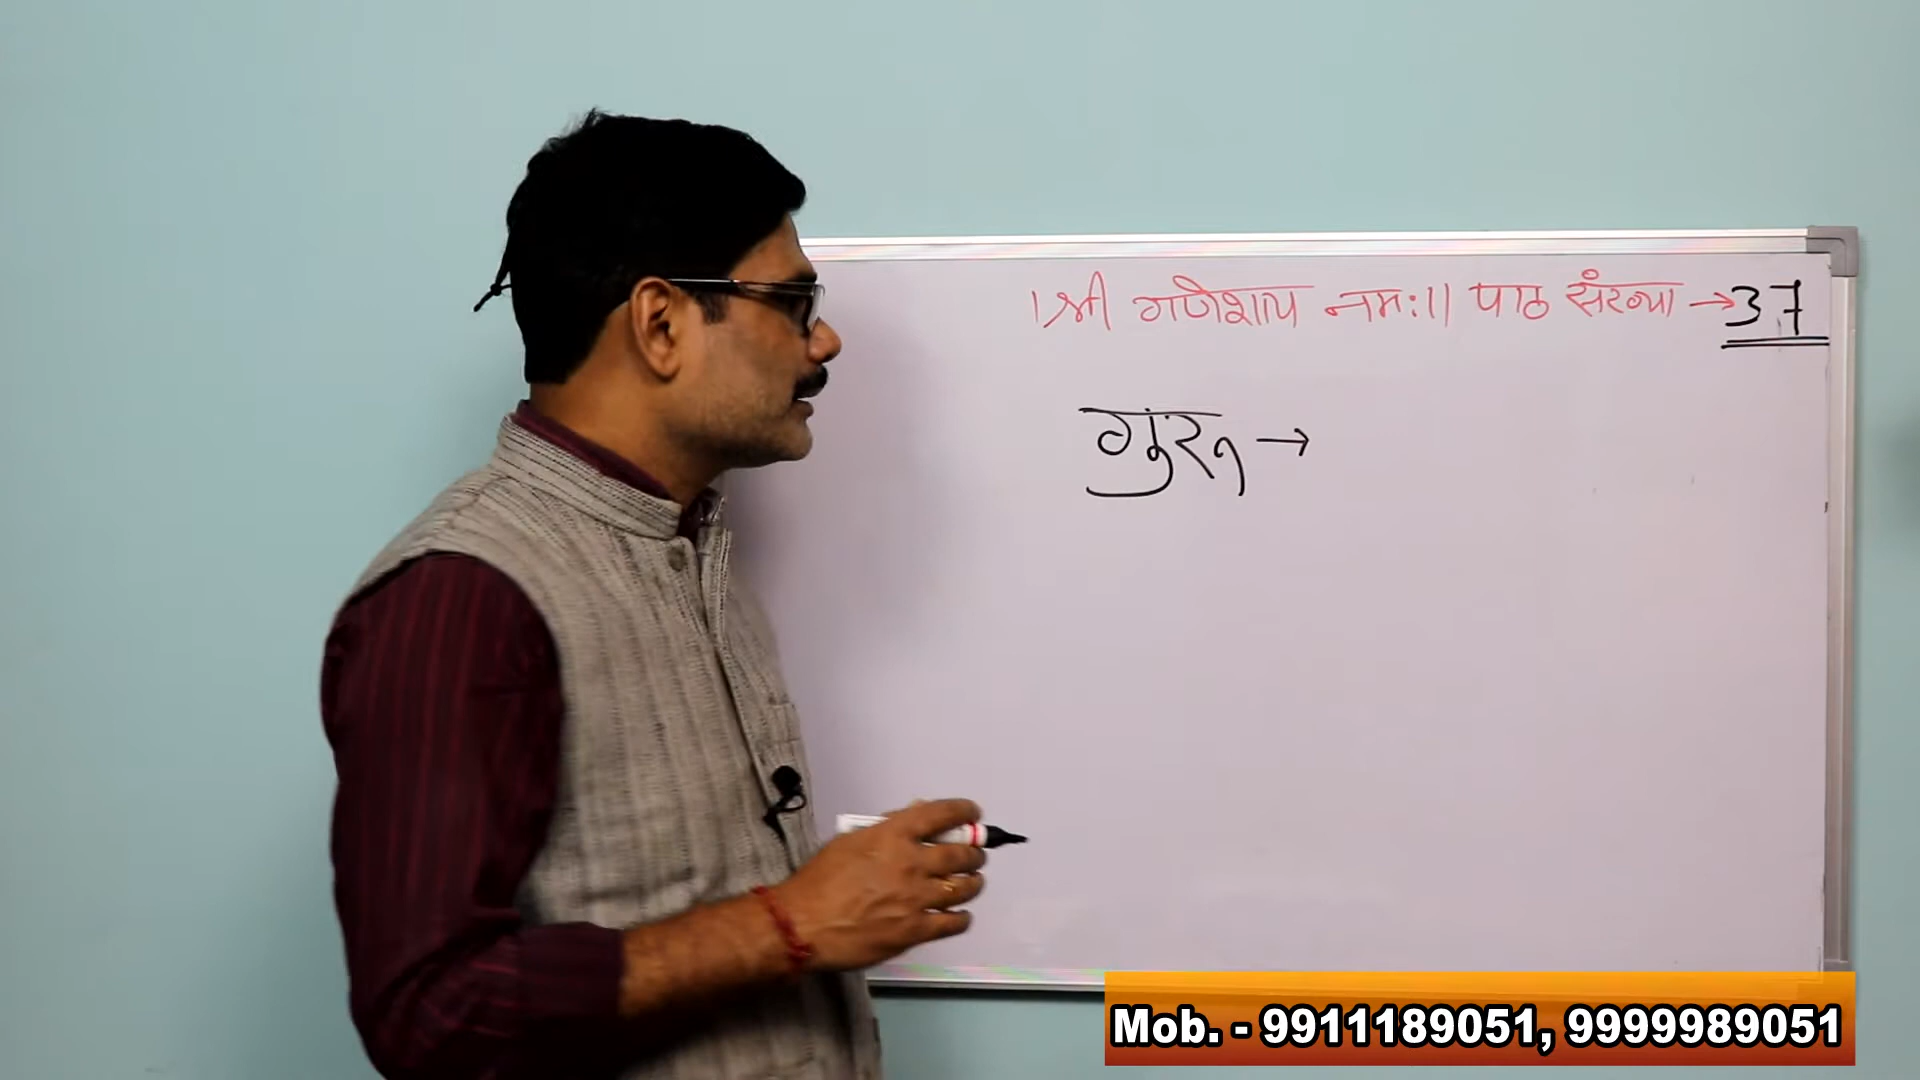 ।श्री गणेशाय नमः।। पाठ संख्या → 37
गुरु →
Mob. - 9911189051, 9999989051